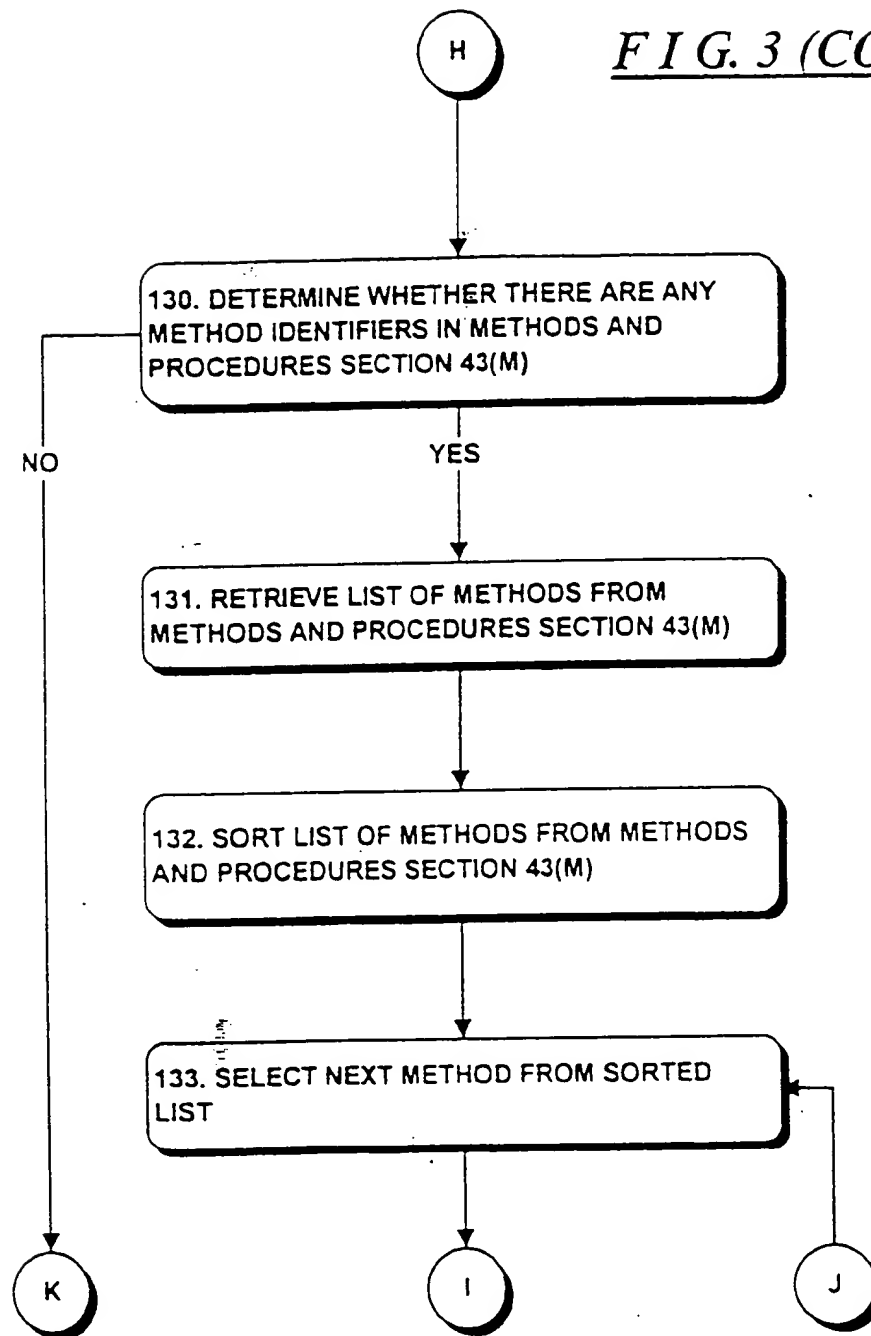 H
F I G. 3 (CO
130. DETERMINE WHETHER THERE ARE ANY
METHOD IDENTIFIERS IN METHODS AND
PROCEDURES SECTION 43(M)
NO
YES
131. RETRIEVE LIST OF METHODS FROM
METHODS AND PROCEDURES SECTION 43(M)
132. SORT LIST OF METHODS FROM METHODS
AND PROCEDURES SECTION 43(M)
133. SELECT NEXT METHOD FROM SORTED
LIST
K
I
J